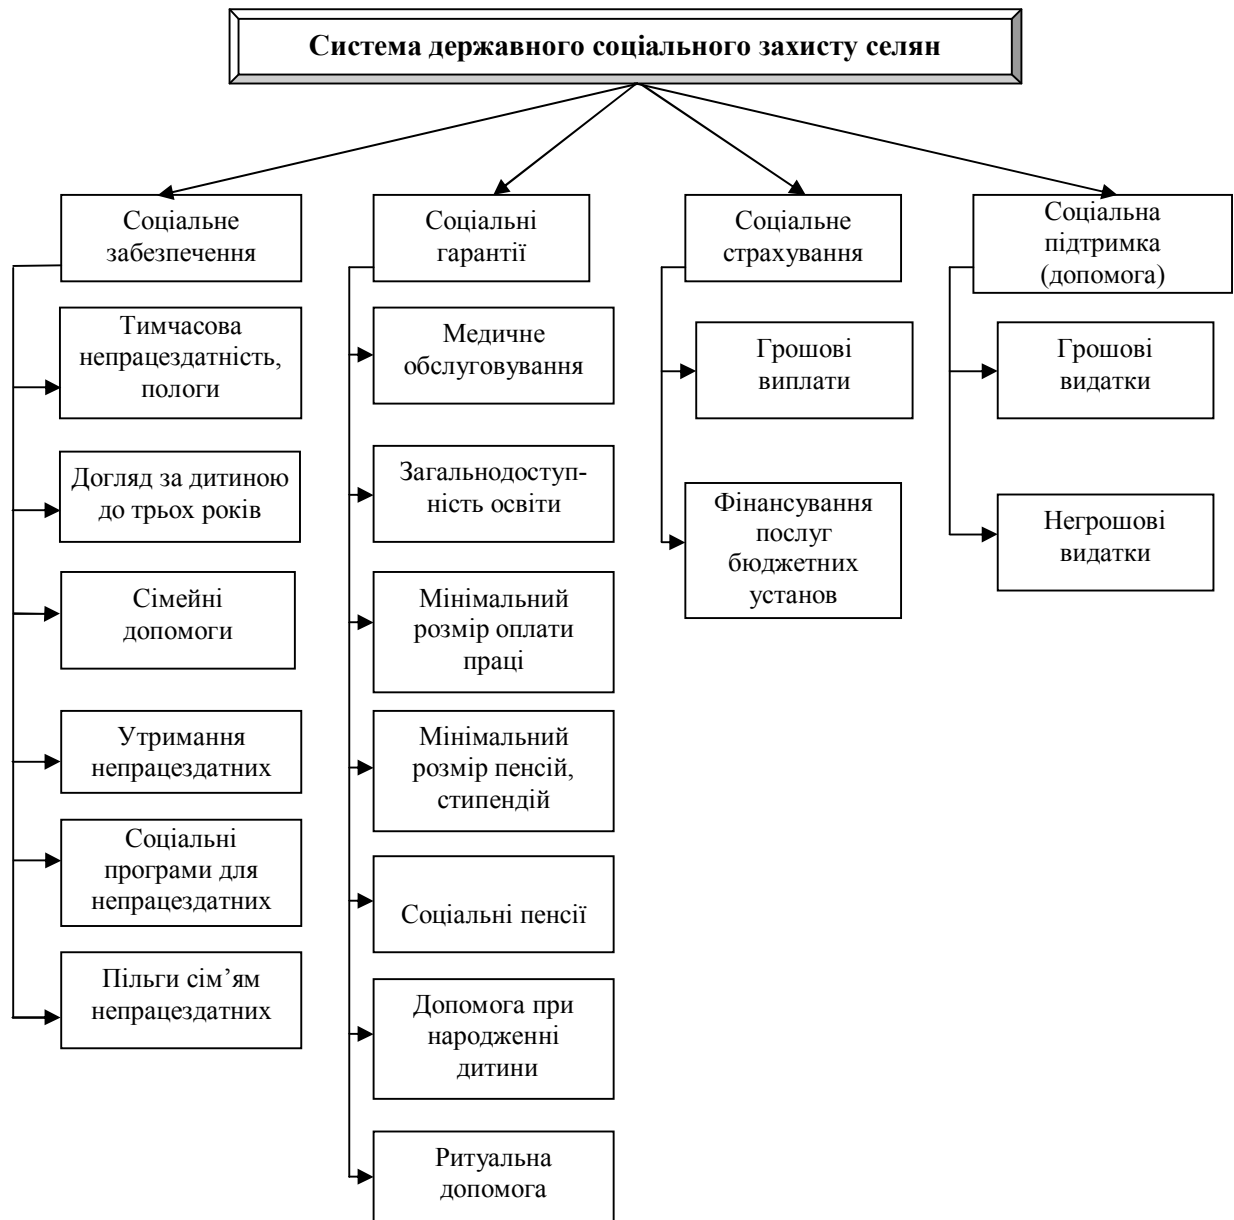 Система державного соціального захисту селян
Соціальне
забезпечення
Тимчасова
непрацездатність,
пологи
Догляд за дитиною
до трьох років
Сімейні
допомоги
Утримання
непрацездатних
Соціальні
програми для
непрацездатних
Пільги сім’ям
непрацездатних
Соціальні
гарантії
Медичне
обслуговування
Загальнодоступ-
ність освіти
Мінімальний
розмір оплати
праці
Мінімальний
розмір пенсій,
стипендій
Соціальні пенсії
Допомога при
народженні
дитини
Ритуальна
допомога
Соціальне
страхування
Грошові
виплати
Фінансування
послуг
бюджетних
установ
Соціальна
підтримка
(допомога)
Грошові
видатки
Негрошові
видатки